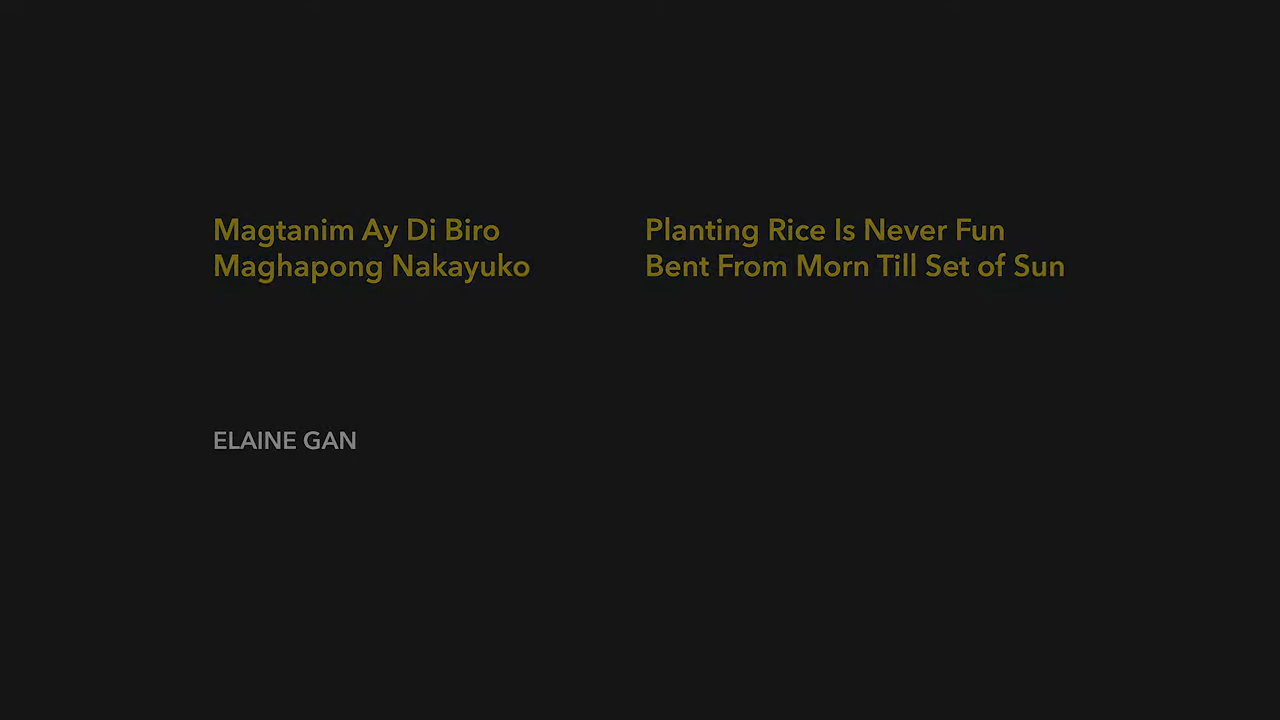 Magtanim Ay Di Biro
Maghapong Nakayuko
Planting Rice Is Never Fun
Bent From Morn Till Set of Sun
ELAINE GAN